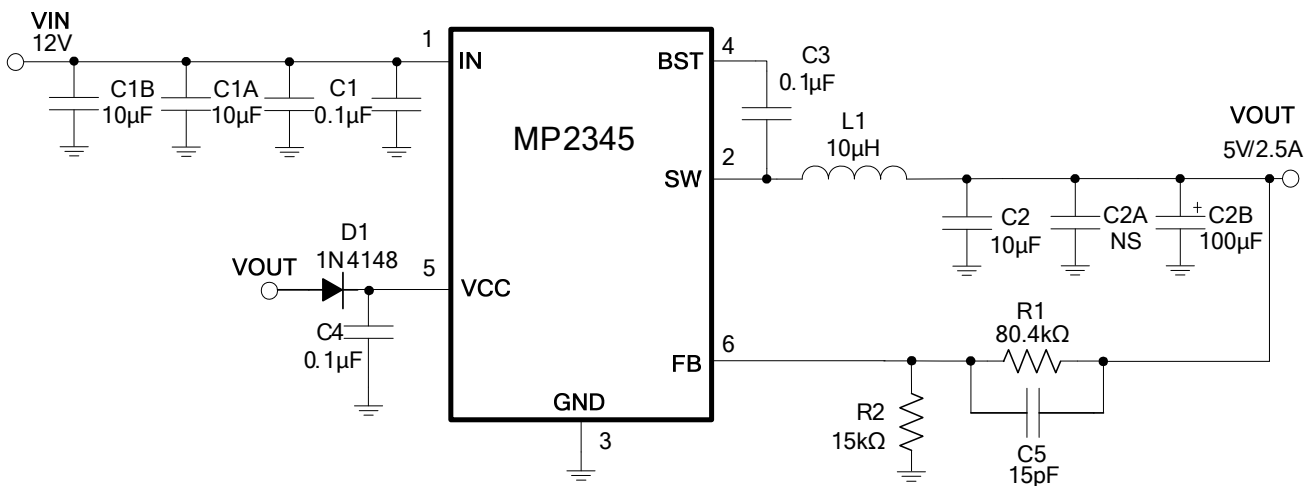 VIN
12V
1
IN
C1B
10µF
C1A
10µF
C1
0.1µF
MP2345
BST
4
C3
0.1µF
SW
2
L1
10µH
VOUT
5V/2.5A
C2
10µF
C2A
NS
+
C2B
100µF
D1
1N4148
VOUT
5
VCC
C4
0.1µF
FB
6
R1
80.4kΩ
R2
15kΩ
C5
15pF
GND
3